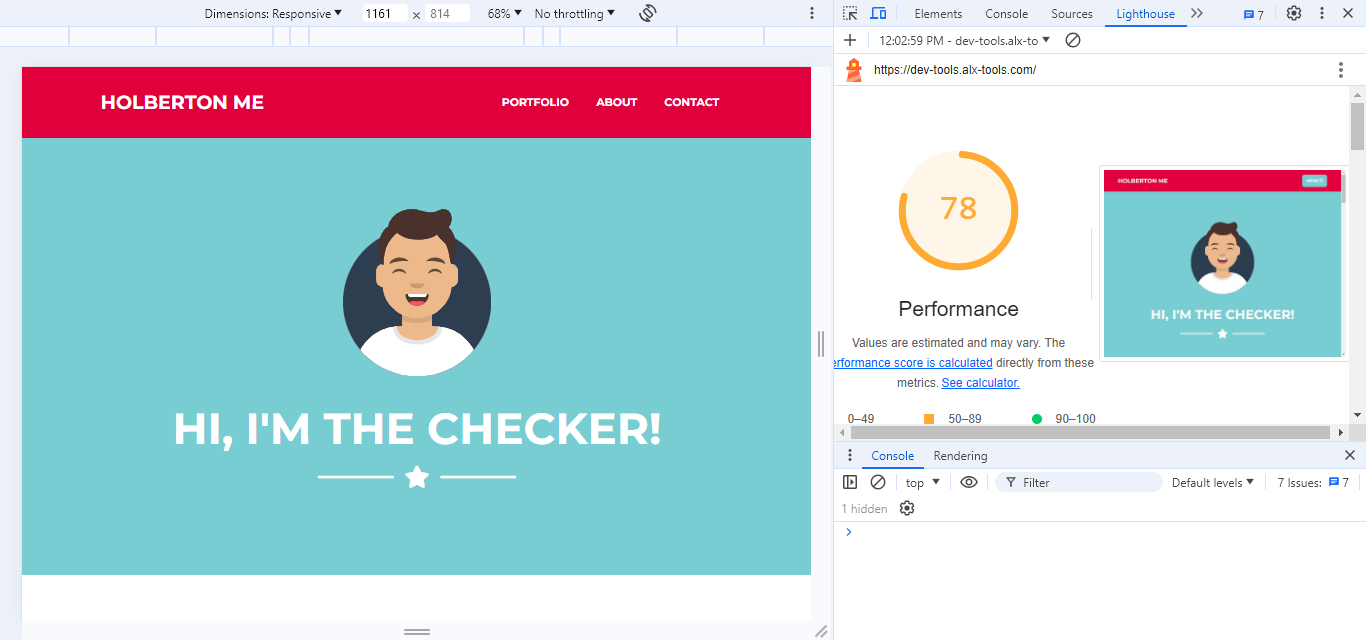 Dimensions: Responsive 1161 × 814 68% No throttling
HOLBERTON ME PORTFOLIO ABOUT CONTACT
HI, I'M THE CHECKER!
Elements Console Sources Lighthouse 7
12:02:59 PM - dev-tools.alx-to
https://dev-tools.alx-tools.com/
78
Performance
Values are estimated and may vary. The
erformance score is calculated directly from these
metrics. See calculator.
0–49 50–89 90–100
HOLBERTON ME
HI, I'M THE CHECKER!
Console Rendering
top Filter Default levels 7 Issues: 7
1 hidden